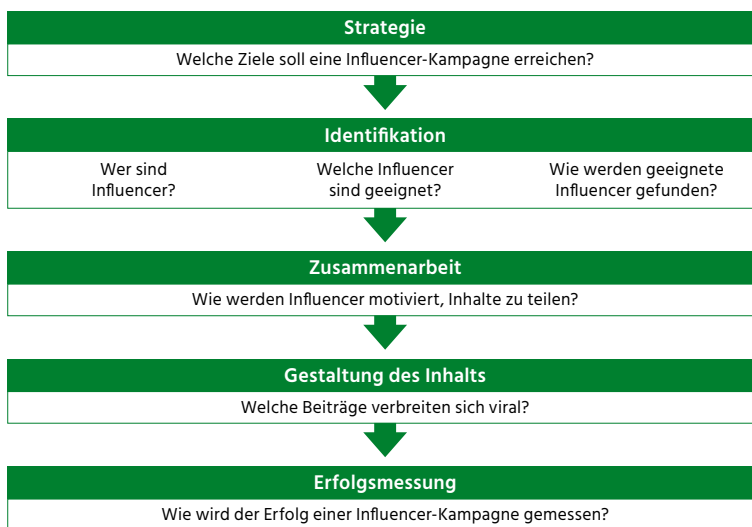 Strategie
Welche Ziele soll eine Influencer-Kampagne erreichen?
Identifikation
Wer sind
Influencer?
Welche Influencer
sind geeignet?
Wie werden geeignete
Influencer gefunden?
Zusammenarbeit
Wie werden Influencer motiviert, Inhalte zu teilen?
Gestaltung des Inhalts
Welche Beiträge verbreiten sich viral?
Erfolgsmessung
Wie wird der Erfolg einer Influencer-Kampagne gemessen?